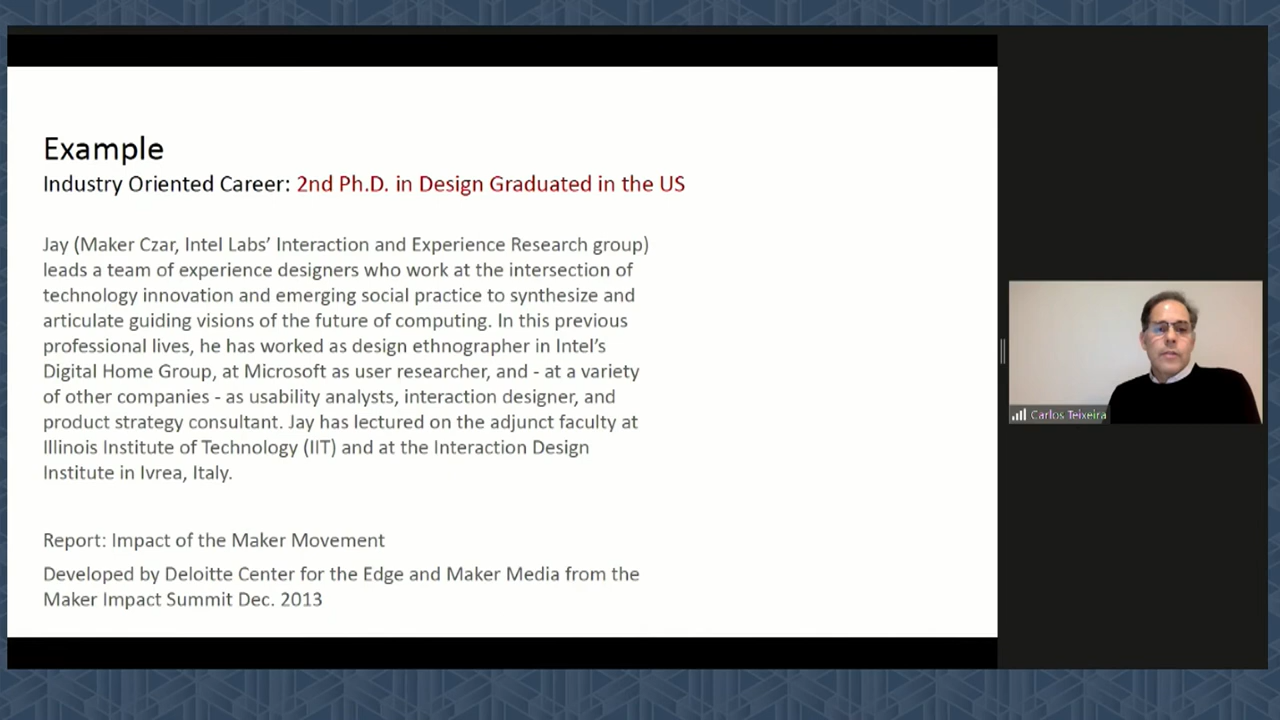 Example
Industry Oriented Career: 2nd Ph.D. in Design Graduated in the US
Jay (Maker Czar, Intel Labs’ Interaction and Experience Research group)
leads a team of experience designers who work at the intersection of
technology innovation and emerging social practice to synthesize and
articulate guiding visions of the future of computing. In this previous
professional lives, he has worked as design ethnographer in Intel’s
Digital Home Group, at Microsoft as user researcher, and - at a variety
of other companies - as usability analysts, interaction designer, and
product strategy consultant. Jay has lectured on the adjunct faculty at
Illinois Institute of Technology (IIT) and at the Interaction Design
Institute in Ivrea, Italy.
Report: Impact of the Maker Movement
Developed by Deloitte Center for the Edge and Maker Media from the
Maker Impact Summit Dec. 2013
Carlos Teixeira